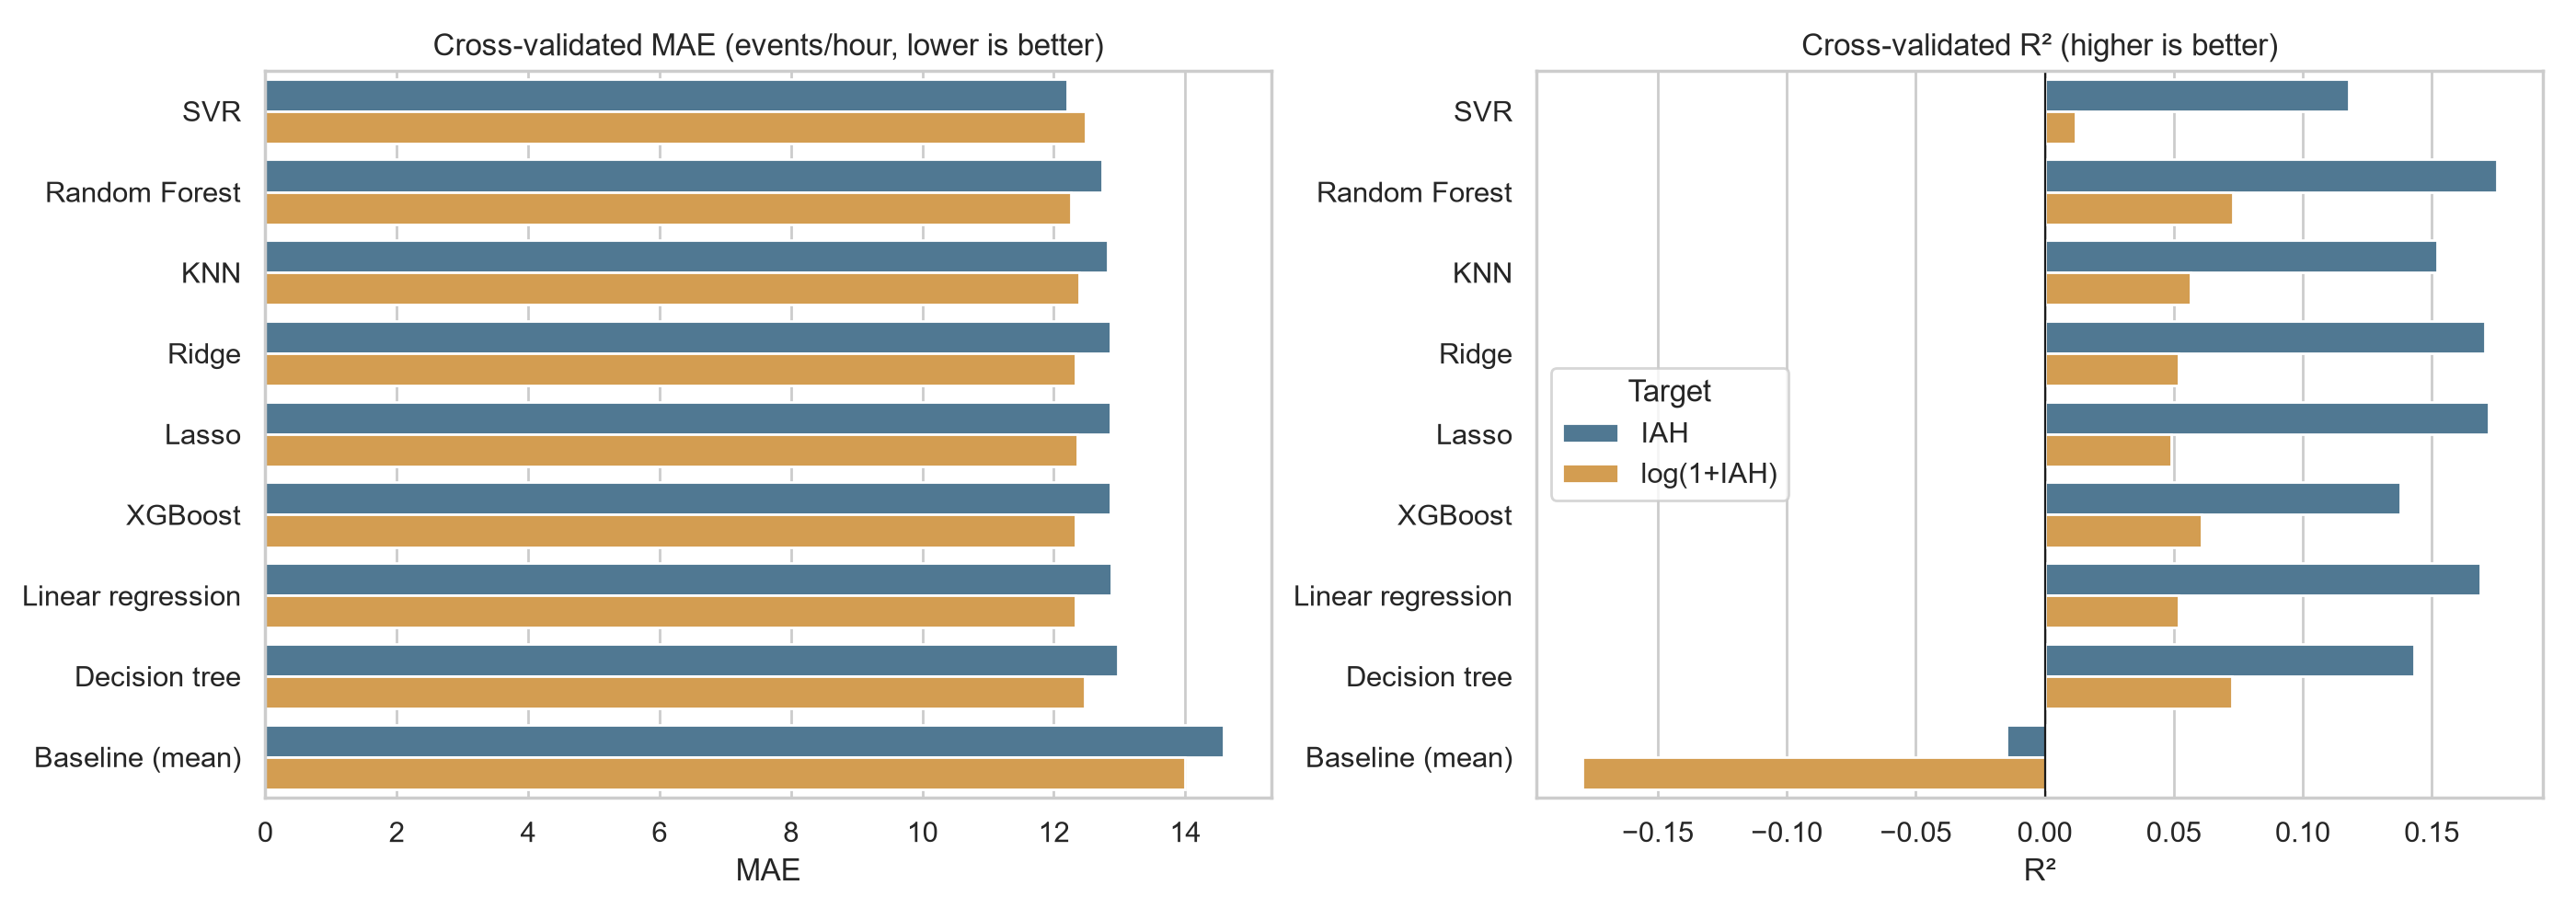 Cross-validated MAE (events/hour, lower is better)
SVR
Random Forest
KNN
Ridge
Lasso
XGBoost
Linear regression
Decision tree
Baseline (mean)
0 2 4 6 8 10 12 14
MAE
Cross-validated R² (higher is better)
SVR
Random Forest
KNN
Ridge
Lasso
XGBoost
Linear regression
Decision tree
Baseline (mean)
Target
IAH
log(1+IAH)
−0.15 −0.10 −0.05 0.00 0.05 0.10 0.15
R²